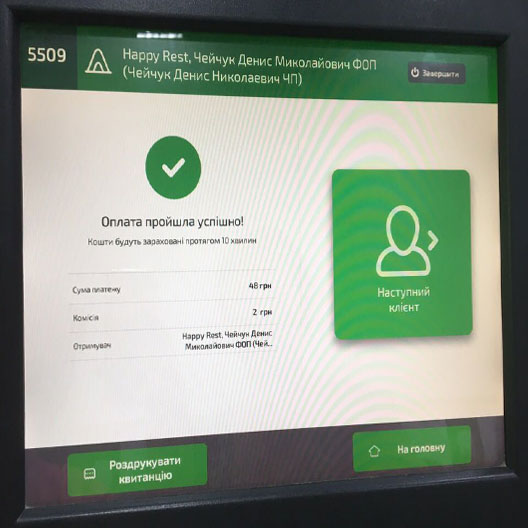 5509
Happy Rest, Чейчук Денис Миколайович ФОП
(Чейчук Денис Николаевич ЧП)
Завершити
Оплата пройшла успішно!
Кошти будуть зараховані протягом 10 хвилин
Сума платежу 48 грн
Комісія 2 грн
Отримувач Happy Rest, Чейчук Денис
Миколайович ФОП (Чей...
Наступний
клієнт
Роздрукувати
квитанцію
На головну